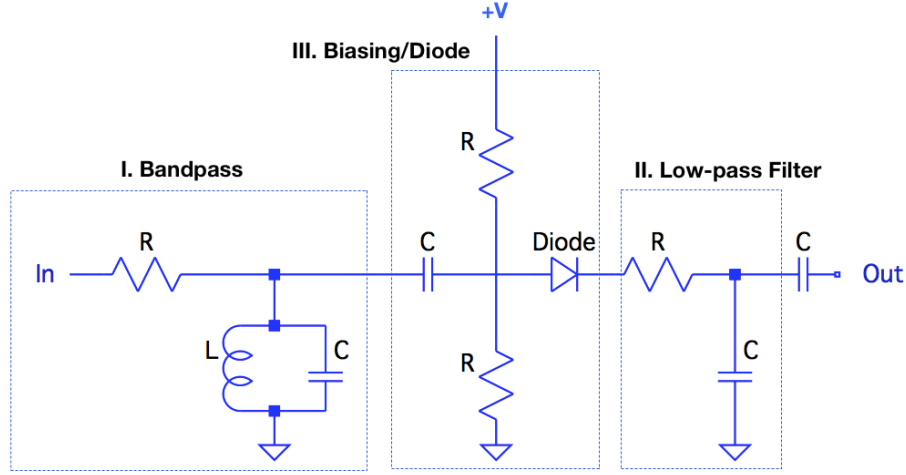 +V
III. Biasing/Diode
R
I. Bandpass
II. Low-pass Filter
In
R
C
Diode
R
C
Out
L
C
R
C